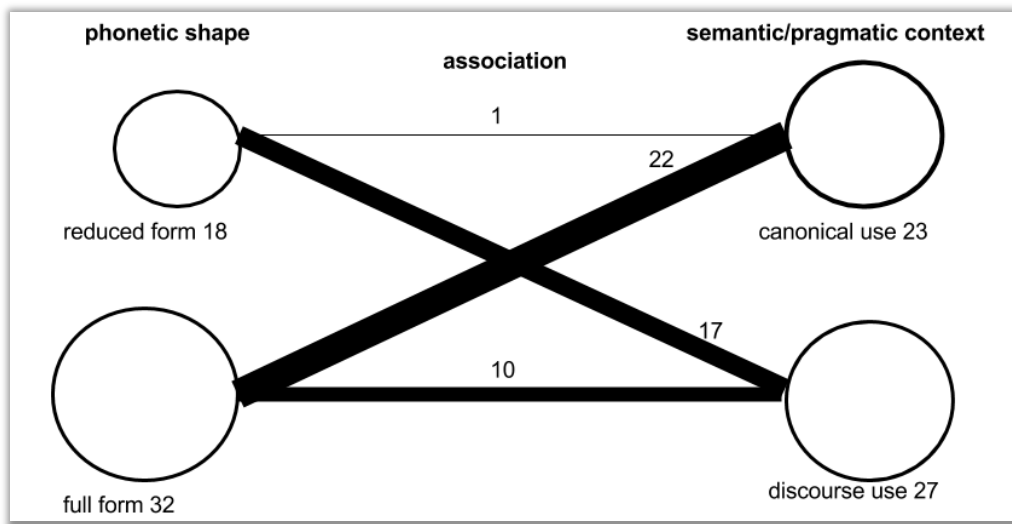 phonetic shape
semantic/pragmatic context
association
1
22
reduced form 18
canonical use 23
17
10
full form 32
discourse use 27